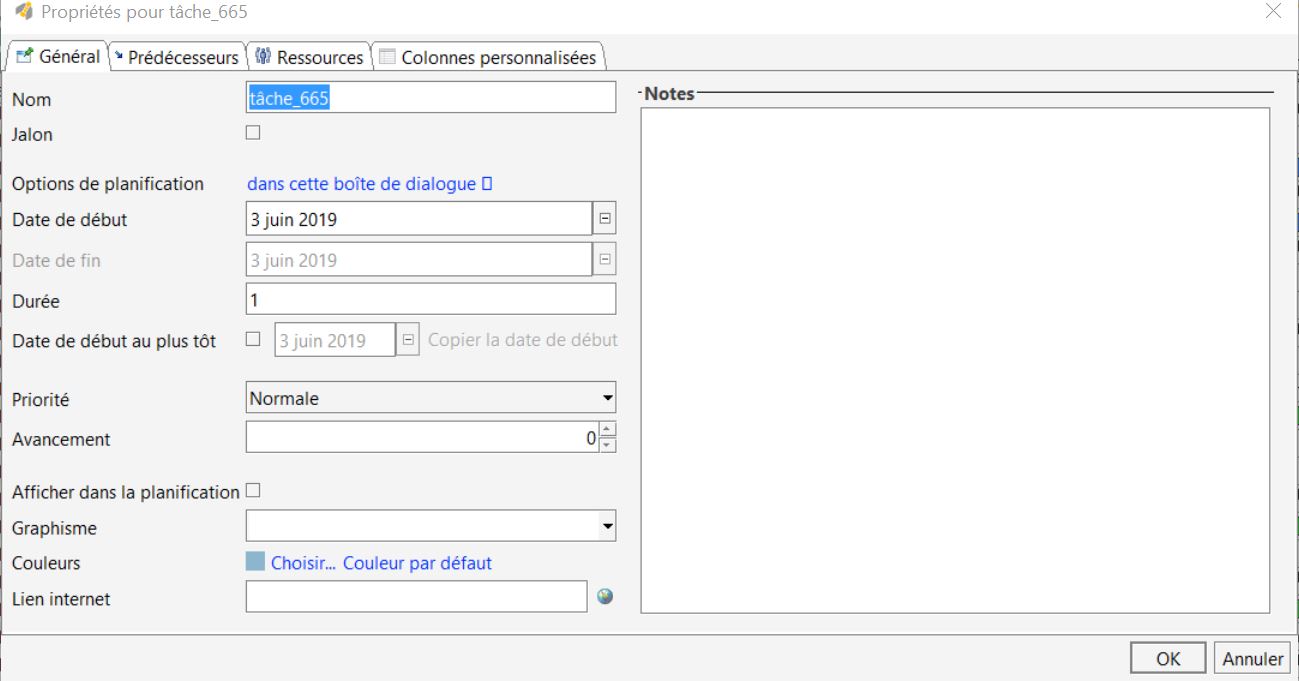 Propriétés pour tâche_665
Général Prédécesseurs Ressources Colonnes personnalisées
Nom tâche_665
Jalon
Options de planification dans cette boîte de dialogue
Date de début 3 juin 2019
Date de fin 3 juin 2019
Durée 1
Date de début au plus tôt 3 juin 2019 Copier la date de début
Priorité Normale
Avancement 0
Afficher dans la planification
Graphisme
Couleurs Choisir... Couleur par défaut
Lien internet
Notes
OK Annuler